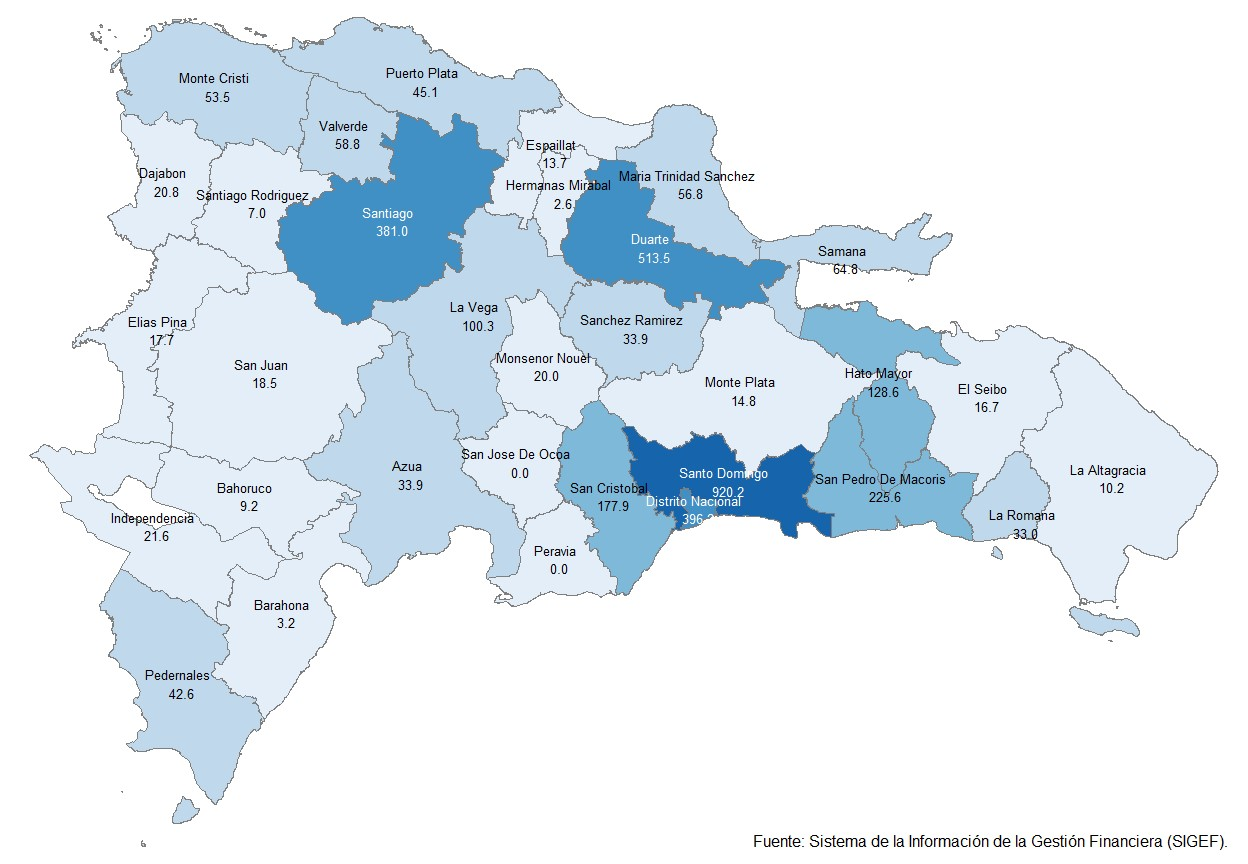 Monte Cristi
53.5
Puerto Plata
45.1
Valverde
58.8
Espaillat
13.7
Dajabon
20.8
Santiago Rodriguez
7.0
Hermanas Mirabal
2.6
Maria Trinidad Sanchez
56.8
Santiago
381.0
Duarte
513.5
Samana
64.8
La Vega
100.3
Elias Pina
17.7
Sanchez Ramirez
33.9
San Juan
18.5
Monsenor Nouel
20.0
Monte Plata
14.8
Hato Mayor
128.6
El Seibo
16.7
San Jose De Ocoa
0.0
Azua
33.9
La Altagracia
10.2
Santo Domingo
920.2
San Pedro De Macoris
225.6
Bahoruco
9.2
San Cristobal
177.9
Distrito Nacional
Independencia
21.6
La Romana
33.0
Peravia
0.0
Barahona
3.2
Pedernales
42.6
Fuente: Sistema de la Información de la Gestión Financiera (SIGEF).